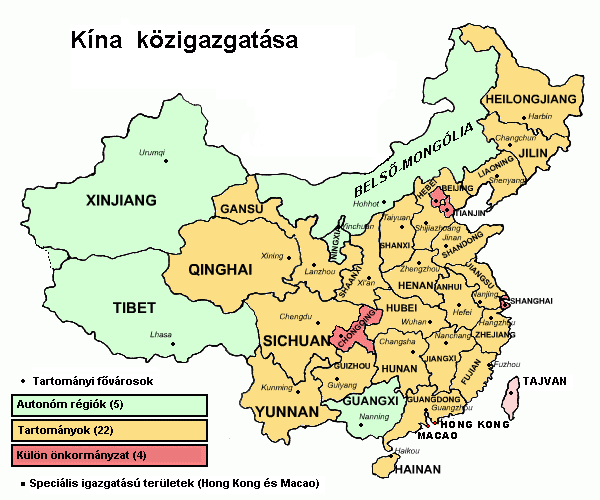 Kína közigazgatása
HEILONGJIANG
Harbin
Changchun
JILIN
Urumqi
BELSŐ-MONGÓLIA
LIAONING
Shenyang
XINJIANG
HEBEI
BEIJING
Hohhot
TIANJIN
GANSU
NINGXIA
Yinchuan
Taiyuan
Shijiazhuang
SHANXI
Jinan
SHANDONG
QINGHAI
Xining
Lanzhou
SHAANXI
Xi'an
Zhengzhou
HENAN
JIANGSU
ANHUI
Nanjing
SHANGHAI
TIBET
Lhasa
Chengdu
SICHUAN
CHONGQING
HUBEI
Wuhan
Hefei
Hangzhou
ZHEJIANG
Changsha
Nanchang
JIANGXI
HUNAN
GUIZHOU
Guiyang
FUJIAN
Fuzhou
Kunming
YUNNAN
GUANGXI
Nanning
GUANGDONG
Guangzhou
TAJVAN
HONG KONG
MACAO
Haikou
HAINAN
Tartományi fővárosok
Autonóm régiók (5)
Tartományok (22)
Külön önkormányzat (4)
Speciális igazgatású területek (Hong Kong és Macao)